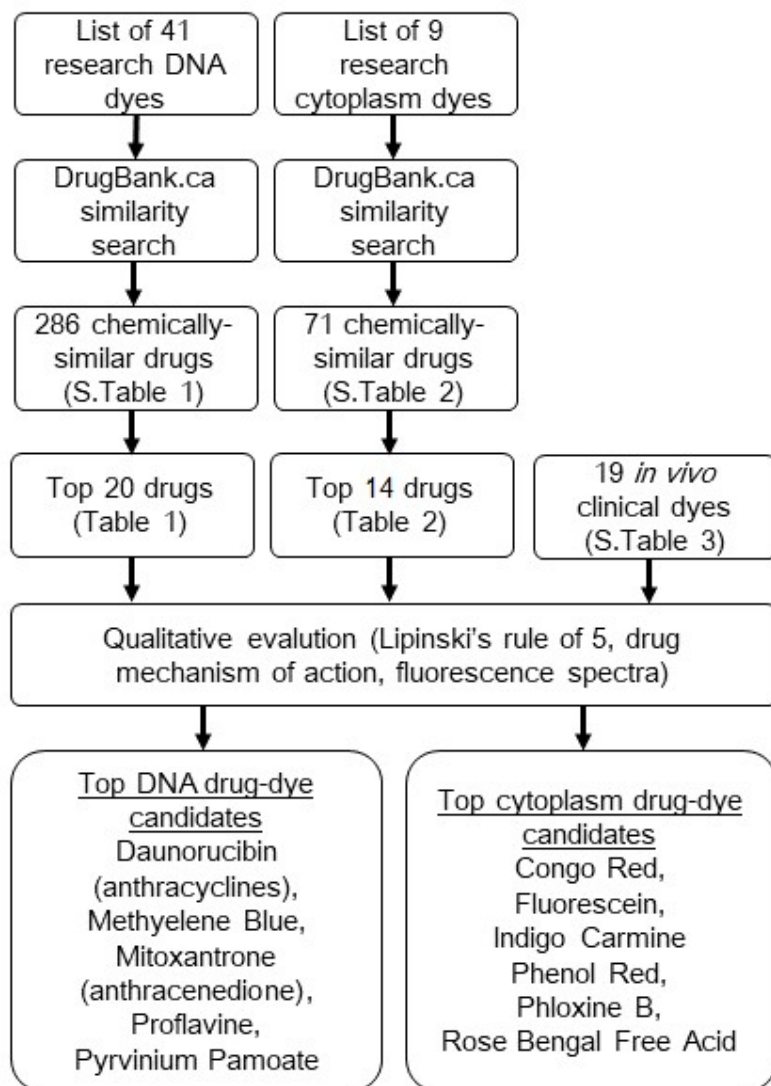 List of 41
research DNA
dyes
List of 9
research
cytoplasm dyes
DrugBank.ca
similarity
search
DrugBank.ca
similarity
search
286 chemically-
similar drugs
(S.Table 1)
71 chemically-
similar drugs
(S.Table 2)
Top 20 drugs
(Table 1)
Top 14 drugs
(Table 2)
19 in vivo
clinical dyes
(S.Table 3)
Qualitative evalution (Lipinski's rule of 5, drug
mechanism of action, fluorescence spectra)
Top DNA drug-dye
candidates
Daunorucibin
(anthracyclines),
Methyelene Blue,
Mitoxantrone
(anthracenedione),
Proflavine,
Pyrvinium Pamoate
Top cytoplasm drug-dye
candidates
Congo Red,
Fluorescein,
Indigo Carmine
Phenol Red,
Phloxine B,
Rose Bengal Free Acid